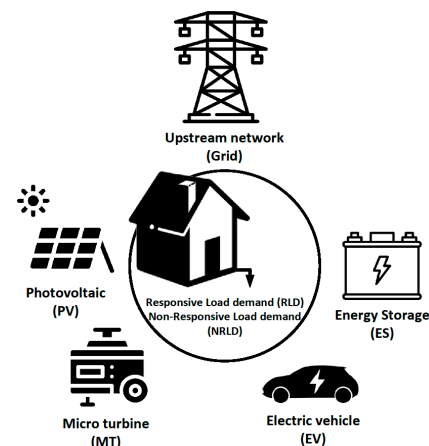 Upstream network
(Grid)
Photovoltaic
(PV)
Responsive Load demand (RLD)
Non-Responsive Load demand
(NRLD)
Energy Storage
(ES)
Micro turbine
(MT)
Electric vehicle
(EV)